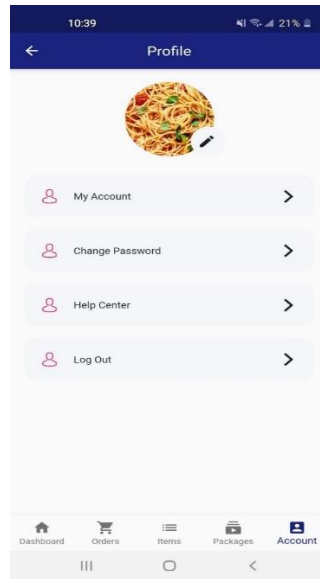 10:39 21%
Profile
My Account
Change Password
Help Center
Log Out
Dashboard Orders Items Packages Account